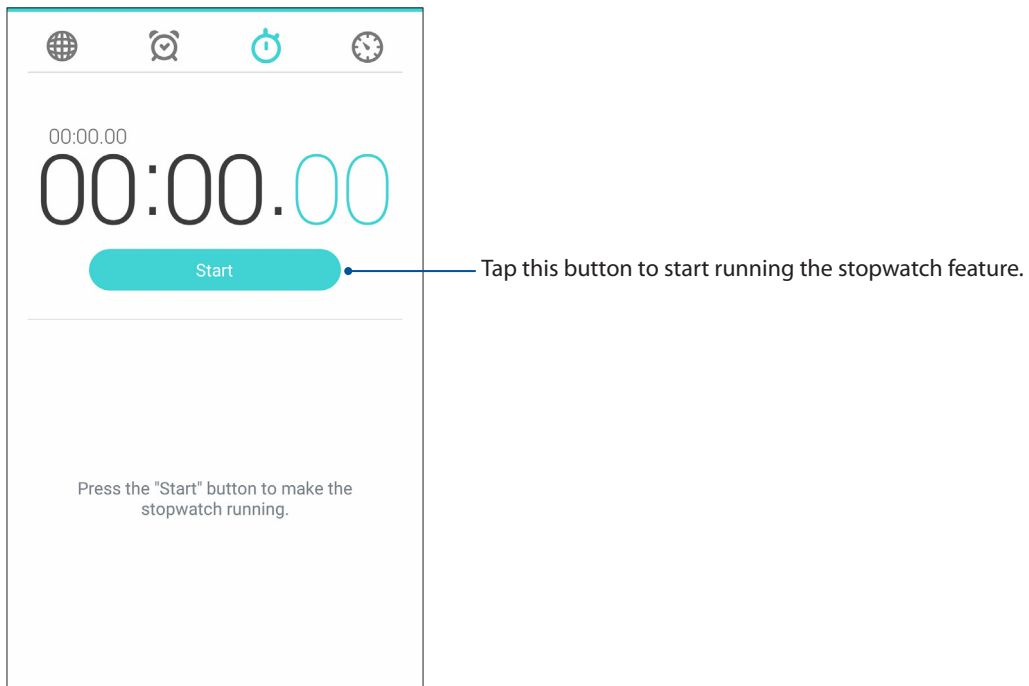 00:00.00
00:00.00
Start
Tap this button to start running the stopwatch feature.
Press the "Start" button to make the
stopwatch running.